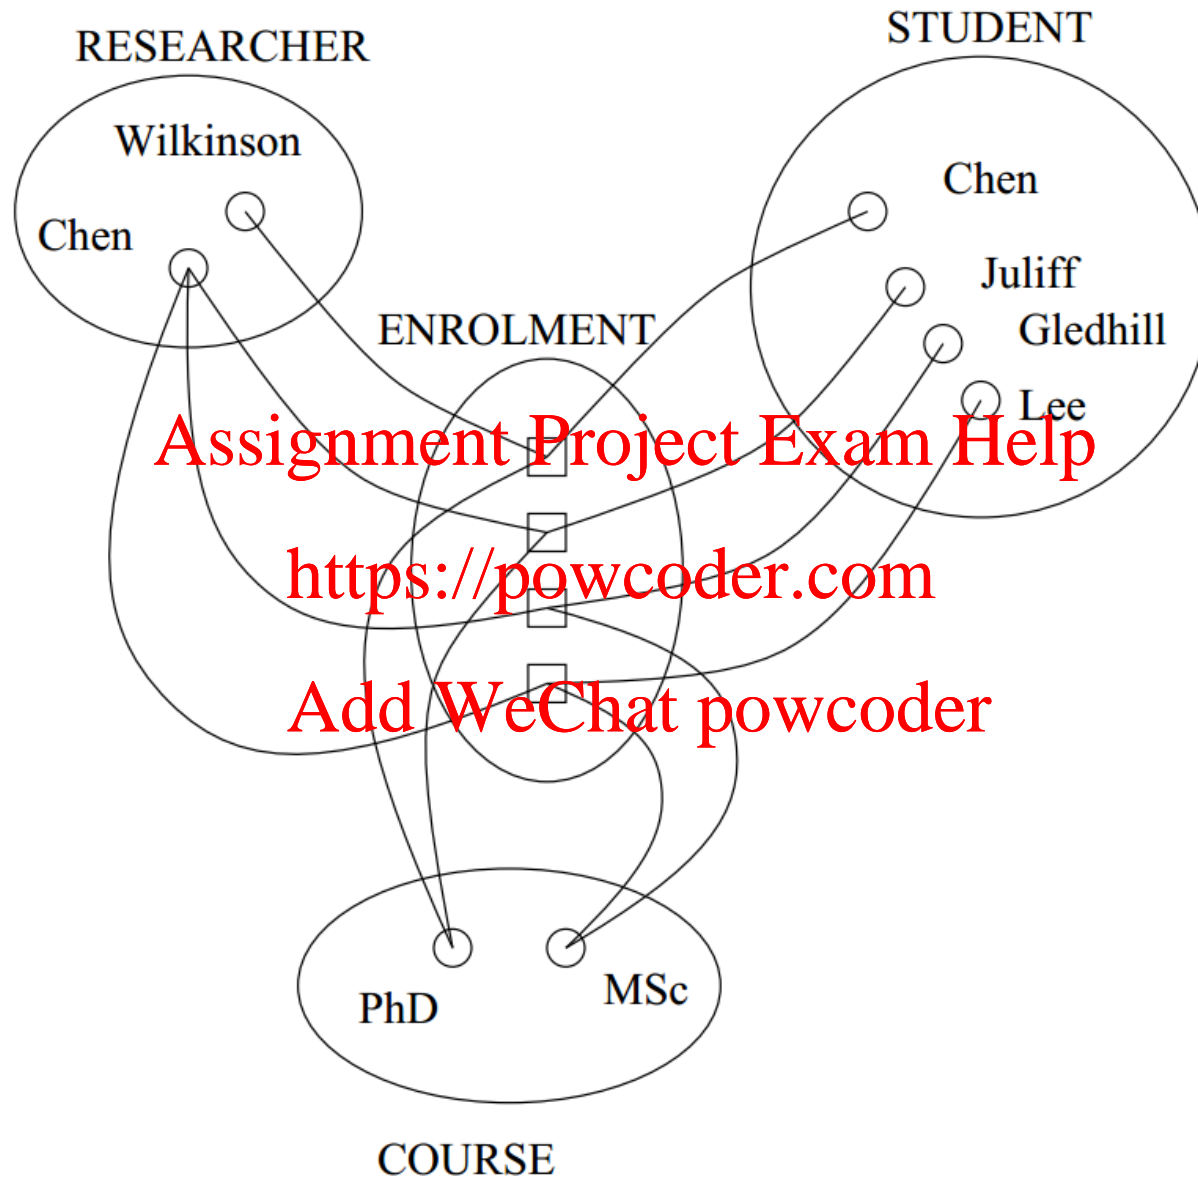 STUDENT
RESEARCHER
Wilkinson
Chen
Chen
Juliff
Gledhill
ENROLMENT
Lee
Assignment Project Exam Help
https://powcoder.com
Add WeChat powcoder
PhD
MSc
COURSE